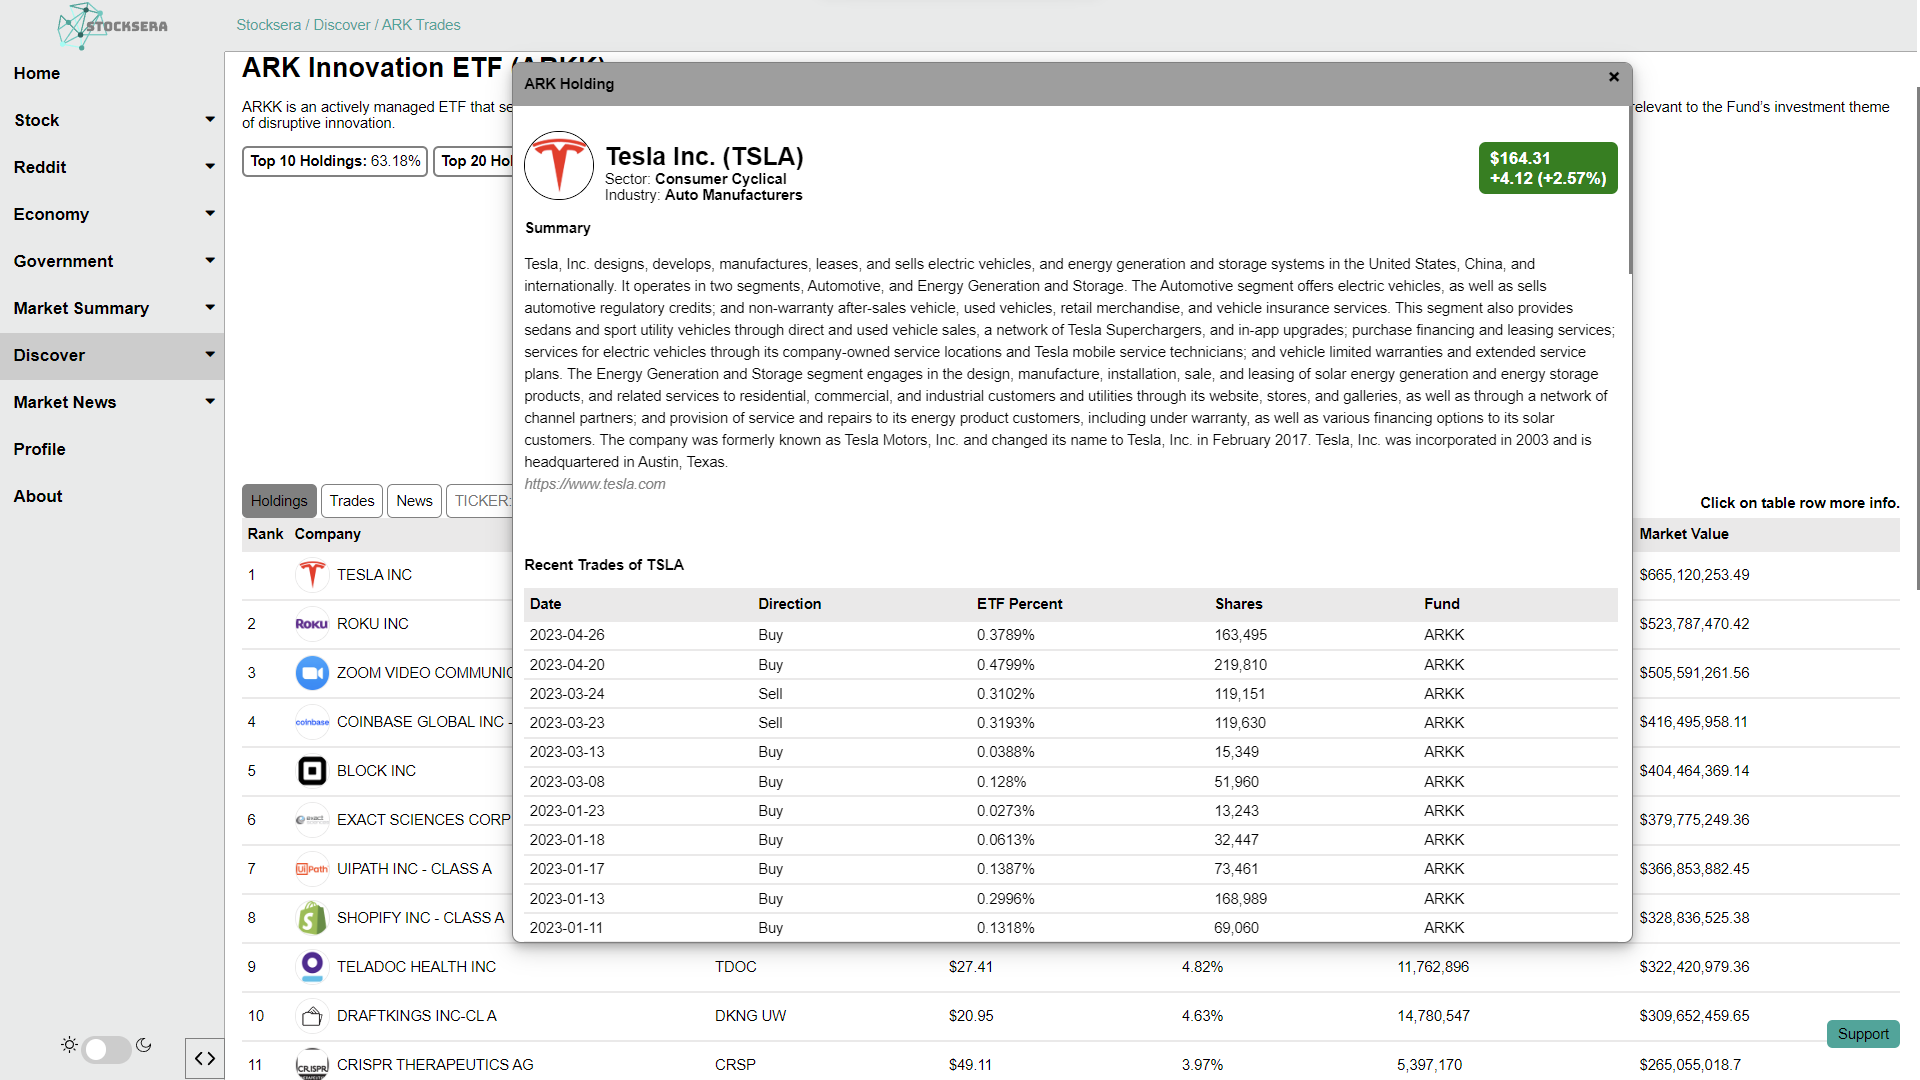 STOCKSERA
Stocksera / Discover / ARK Trades
Home
Stock
Reddit
Economy
Government
Market Summary
Discover
Market News
Profile
About
ARK Innovation ETF (ARKK)
ARKK is an actively managed ETF that se
relevant to the Fund's investment theme
of disruptive innovation.
Top 10 Holdings: 63.18%
Top 20 Hol
ARK Holding
×
Tesla Inc. (TSLA)
Sector: Consumer Cyclical
Industry: Auto Manufacturers
$164.31
+4.12 (+2.57%)
Summary
Tesla, Inc. designs, develops, manufactures, leases, and sells electric vehicles, and energy generation and storage systems in the United States, China, and
internationally. It operates in two segments, Automotive, and Energy Generation and Storage. The Automotive segment offers electric vehicles, as well as sells
automotive regulatory credits; and non-warranty after-sales vehicle, used vehicles, retail merchandise, and vehicle insurance services. This segment also provides
sedans and sport utility vehicles through direct and used vehicle sales, a network of Tesla Superchargers, and in-app upgrades; purchase financing and leasing services;
services for electric vehicles through its company-owned service locations and Tesla mobile service technicians; and vehicle limited warranties and extended service
plans. The Energy Generation and Storage segment engages in the design, manufacture, installation, sale, and leasing of solar energy generation and energy storage
products, and related services to residential, commercial, and industrial customers and utilities through its website, stores, and galleries, as well as through a network of
channel partners; and provision of service and repairs to its energy product customers, including under warranty, as well as various financing options to its solar
customers. The company was formerly known as Tesla Motors, Inc. and changed its name to Tesla, Inc. in February 2017. Tesla, Inc. was incorporated in 2003 and is
headquartered in Austin, Texas.
https://www.tesla.com
Recent Trades of TSLA
Date Direction ETF Percent Shares Fund
2023-04-26 Buy 0.3789% 163,495 ARKK
2023-04-20 Buy 0.4799% 219,810 ARKK
2023-03-24 Sell 0.3102% 119,151 ARKK
2023-03-23 Sell 0.3193% 119,630 ARKK
2023-03-13 Buy 0.0388% 15,349 ARKK
2023-03-08 Buy 0.128% 51,960 ARKK
2023-01-23 Buy 0.0273% 13,243 ARKK
2023-01-18 Buy 0.0613% 32,447 ARKK
2023-01-17 Buy 0.1387% 73,461 ARKK
2023-01-13 Buy 0.2996% 168,989 ARKK
2023-01-11 Buy 0.1318% 69,060 ARKK
Holdings Trades News TICKER:
Click on table row more info.
Rank Company Market Value
1 TESLA INC $665,120,253.49
2 ROKU ROKU INC $523,787,470.42
3 ZOOM VIDEO COMMUNIC $505,591,261.56
4 coinbase COINBASE GLOBAL INC - $416,495,958.11
5 BLOCK INC $404,464,369.14
6 exact EXACT SCIENCES CORP $379,775,249.36
7 UiPath UIPATH INC - CLASS A $366,853,882.45
8 SHOPIFY INC - CLASS A $328,836,525.38
9 TELADOC HEALTH INC TDOC $27.41 4.82% 11,762,896 $322,420,979.36
10 DRAFTKINGS INC-CL A DKNG UW $20.95 4.63% 14,780,547 $309,652,459.65
11 CRISPR CRISPR THERAPEUTICS AG CRSP $49.11 3.97% 5,397,170 $265,055,018.7
Support